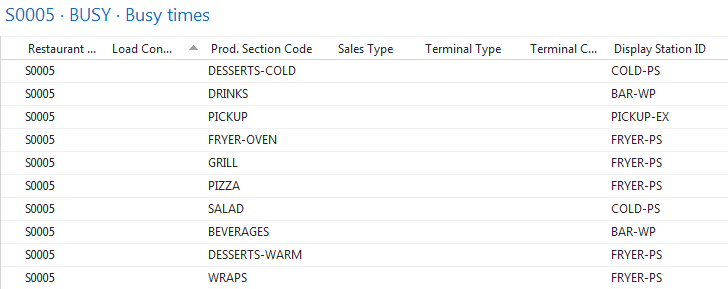 S0005 · BUSY · Busy times
Restaurant ... Load Con... Prod. Section Code Sales Type Terminal Type Terminal C... Display Station ID
S0005 DESSERTS-COLD COLD-PS
S0005 DRINKS BAR-WP
S0005 PICKUP PICKUP-EX
S0005 FRYER-OVEN FRYER-PS
S0005 GRILL FRYER-PS
S0005 PIZZA FRYER-PS
S0005 SALAD COLD-PS
S0005 BEVERAGES BAR-WP
S0005 DESSERTS-WARM FRYER-PS
S0005 WRAPS FRYER-PS